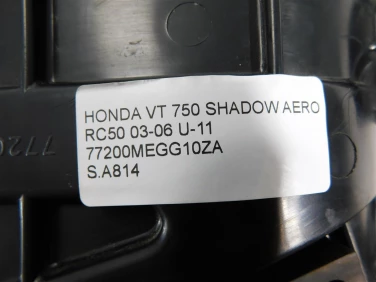 HONDA VT 750 SHADOW AERO
RC50 03-06 U-11
77200MEGG10ZA
S.A814